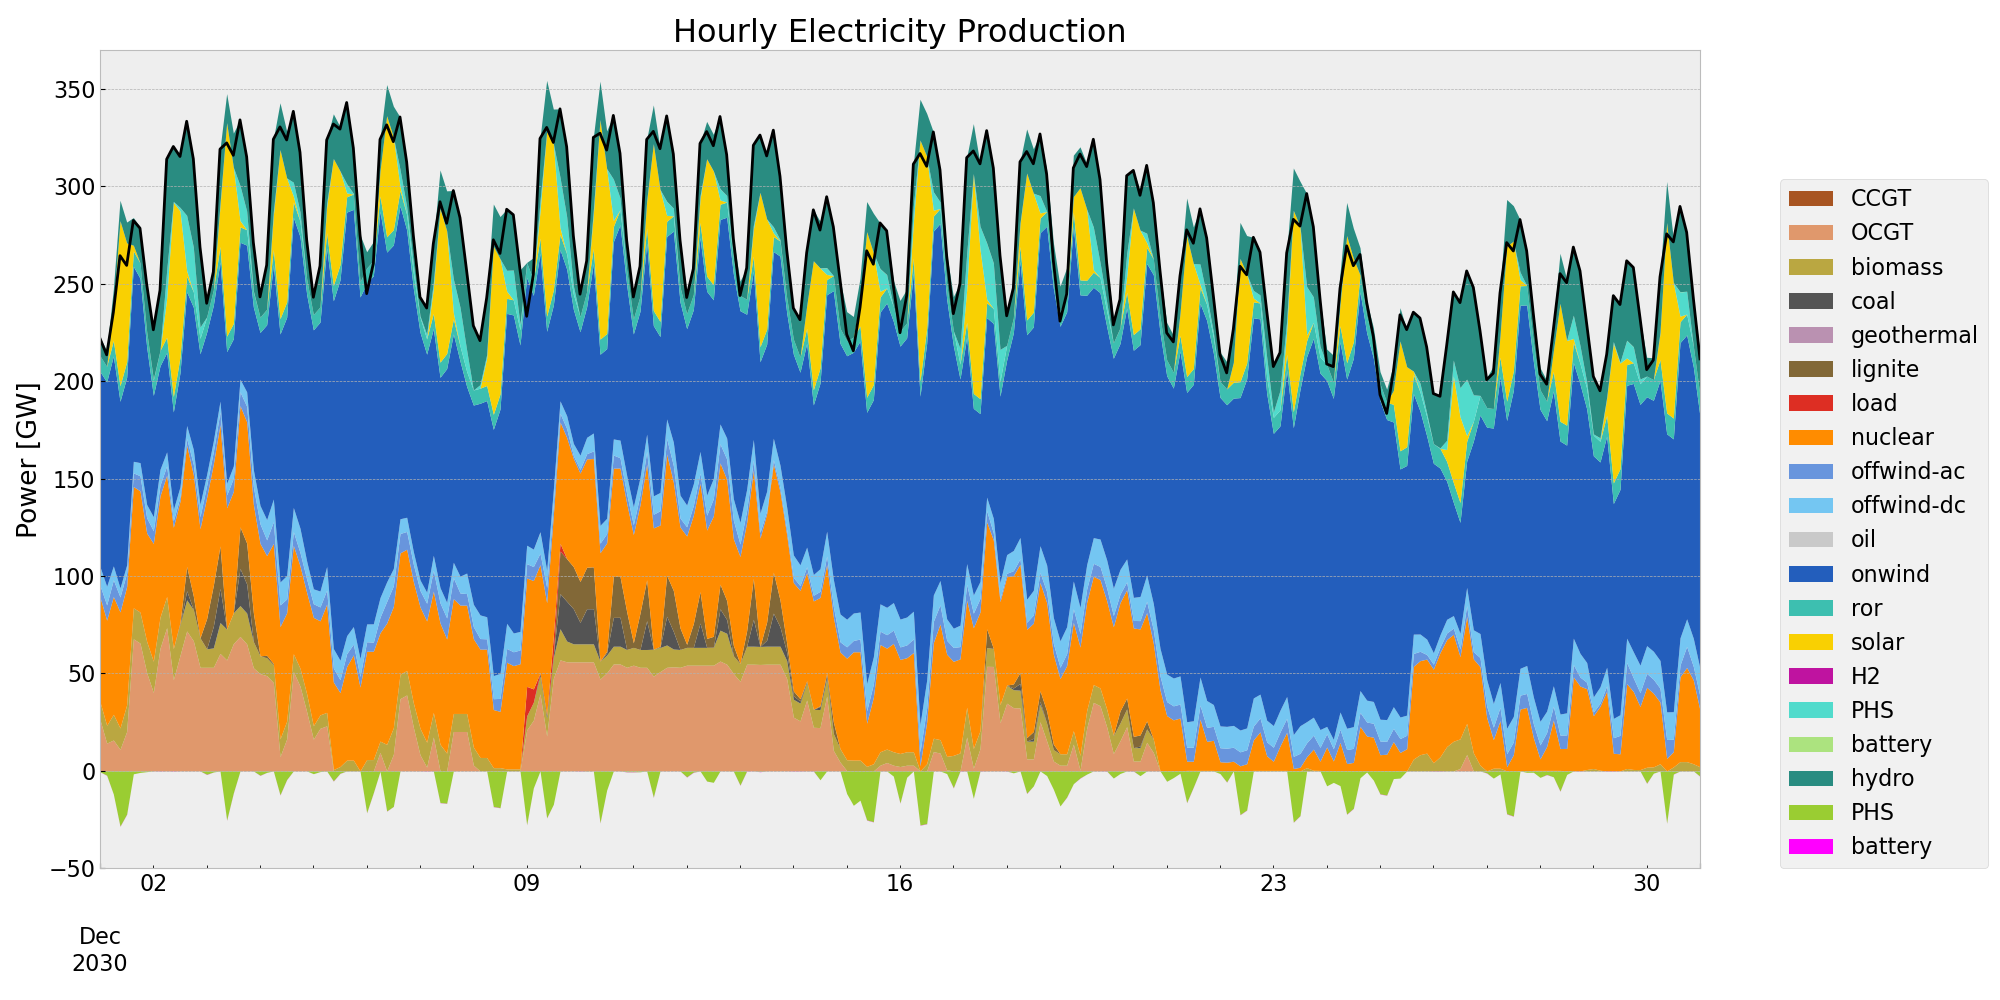 Hourly Electricity Production
Power [GW]
350
300
250
200
150
100
50
0
−50
02
09
16
23
30
Dec
2030
CCGT
OCGT
biomass
coal
geothermal
lignite
load
nuclear
offwind-ac
offwind-dc
oil
onwind
ror
solar
H2
PHS
battery
hydro
PHS
battery